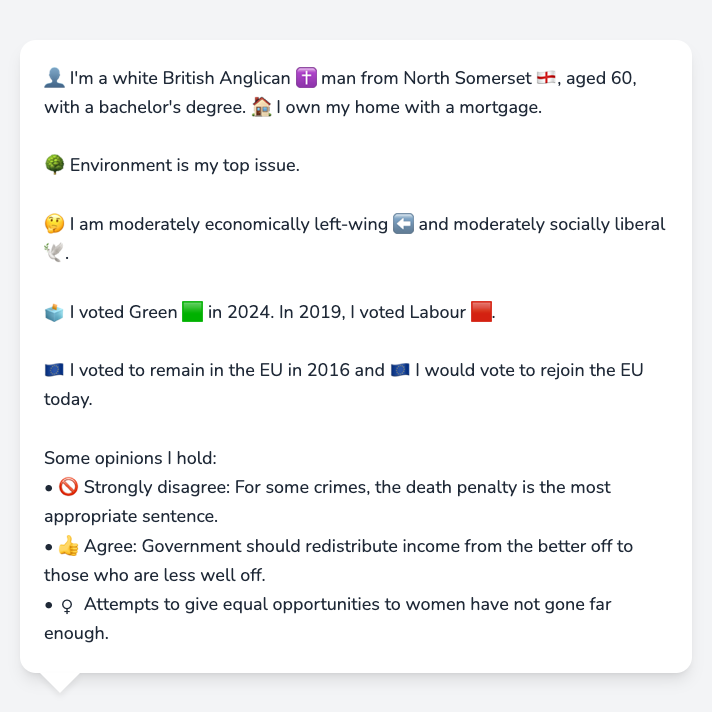 👤 I'm a white British Anglican ✝️ man from North Somerset 🏴󠁧󠁢󠁥󠁮󠁧󠁿, aged 60,
with a bachelor's degree. 🏠 I own my home with a mortgage.
🌳 Environment is my top issue.
🤔 I am moderately economically left-wing ⬅️ and moderately socially liberal
🕊️.
🗳️ I voted Green 🟩 in 2024. In 2019, I voted Labour 🟥.
🇪🇺 I voted to remain in the EU in 2016 and 🇪🇺 I would vote to rejoin the EU
today.
Some opinions I hold:
• 🚫 Strongly disagree: For some crimes, the death penalty is the most
appropriate sentence.
• 👍 Agree: Government should redistribute income from the better off to
those who are less well off.
• ♀ Attempts to give equal opportunities to women have not gone far
enough.